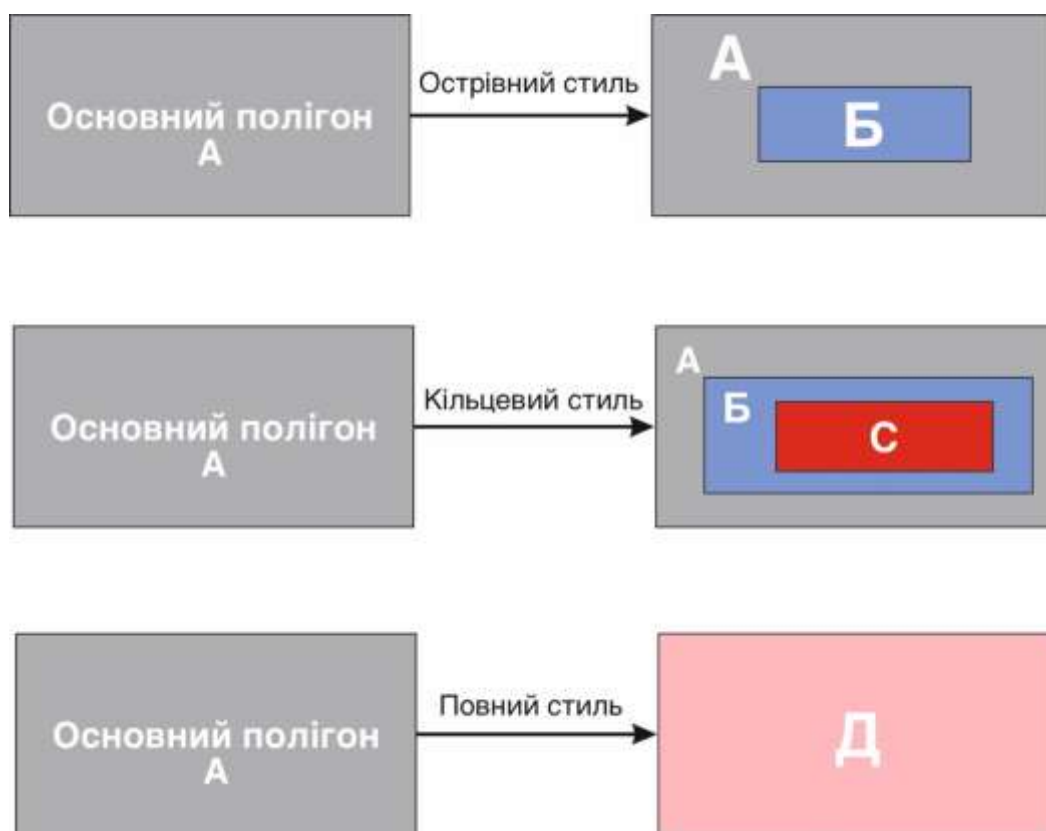 Основний полігон
А
Острівний стиль
А
Б
Основний полігон
А
Кільцевий стиль
А
Б
С
Основний полігон
А
Повний стиль
Д